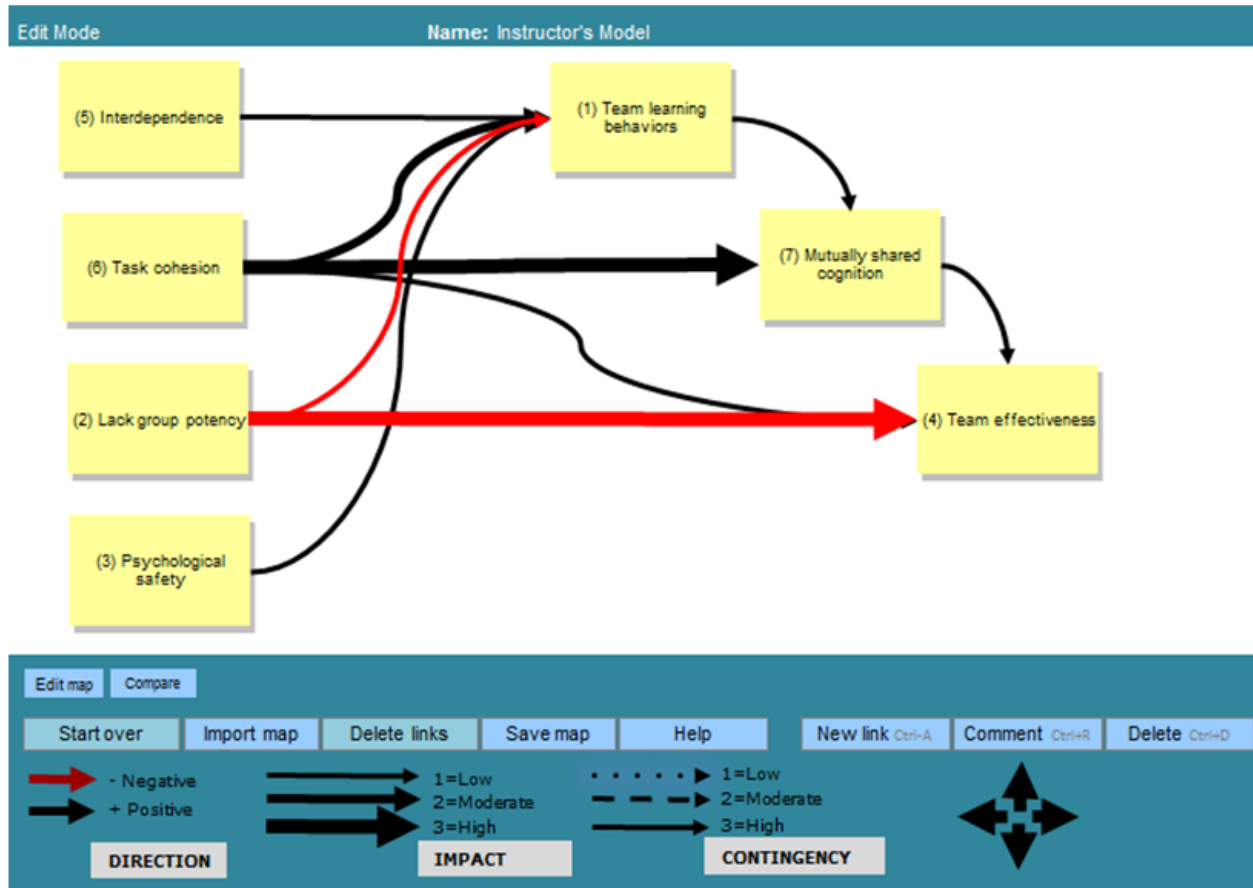 Edit Mode
Name: Instructor's Model
(5) Interdependence
(1) Team learning
behaviors
(6) Task cohesion
(7) Mutually shared
cognition
(2) Lack group potency
(4) Team effectiveness
(3) Psychological
safety
Edit map
Compare
Start over
Import map
Delete links
Save map
Help
New link Ctrl-A
Comment Ctrl+R
Delete Ctrl+D
- Negative
+ Positive
DIRECTION
1=Low
2=Moderate
3=High
IMPACT
1=Low
2=Moderate
3=High
CONTINGENCY